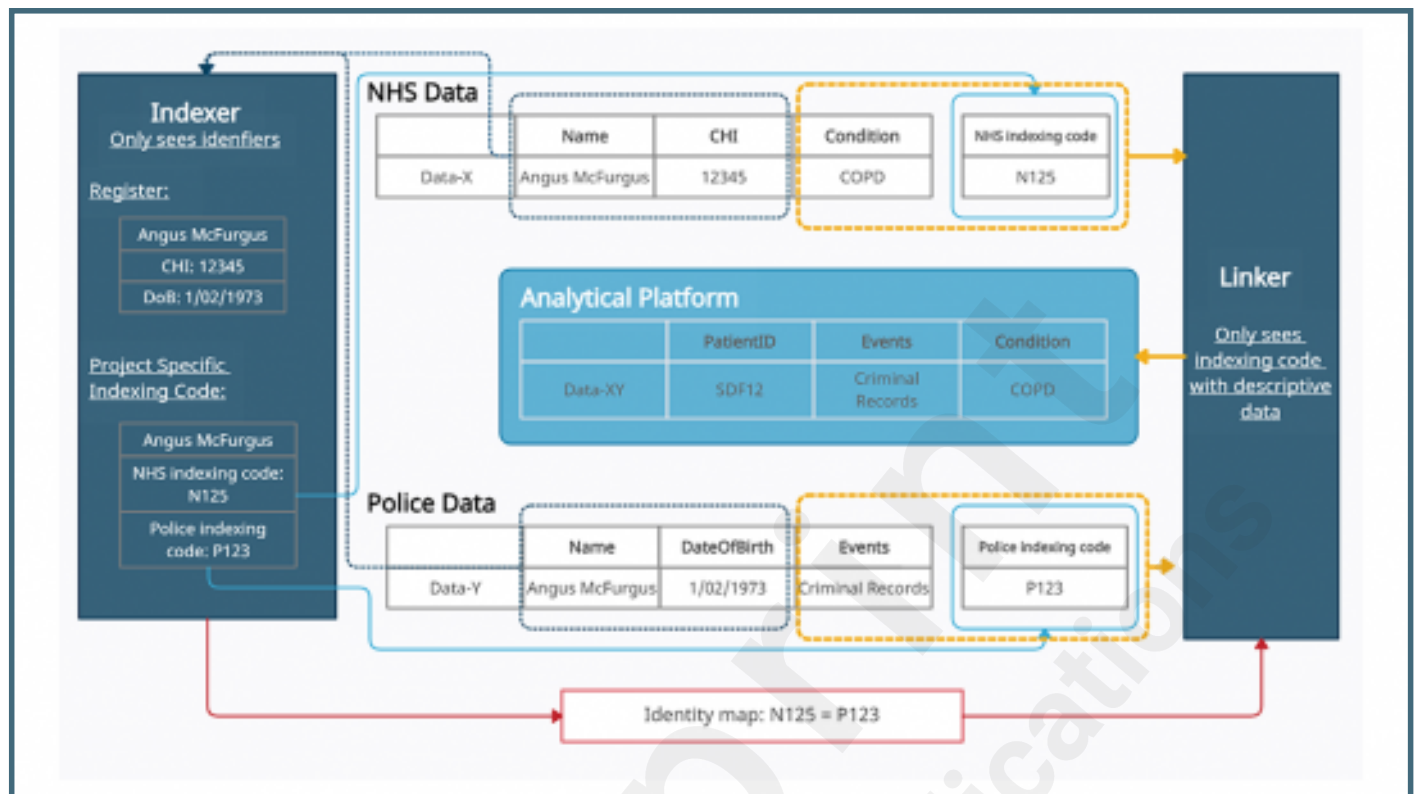 Indexer
Only sees idenfiers
Register:
Angus McFurgus
CHI: 12345
DoB: 1/02/1973
Project Specific
Indexing Code:
Angus McFurgus
NHS indexing code:
N125
Police indexing
code: P123
NHS Data
Name CHI Condition NHS indexing code
Data-X Angus McFurgus 12345 COPD N125
Analytical Platform
PatientID Events Condition
Data-XY SDF12 Criminal
Records COPD
Police Data
Name DateOfBirth Events Police indexing code
Data-Y Angus McFurgus 1/02/1973 Criminal Records P123
Identity map: N125 = P123
Linker
Only sees
indexing code
with descriptive
data